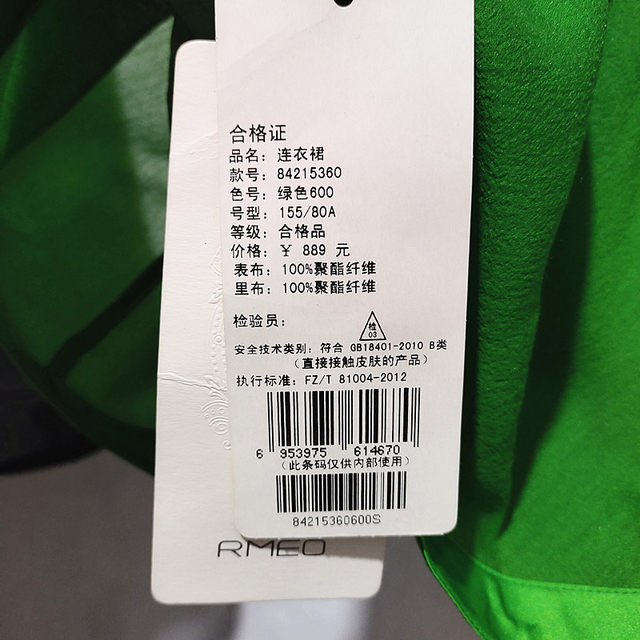 合格证
品名: 连衣裙
款号: 84215360
色号: 绿色600
号型: 155/80A
等级: 合格品
价格: ￥ 889 元
表布: 100%聚酯纤维
里布: 100%聚酯纤维
检验员:
检
03
安全技术类别: 符合 GB18401-2010 B类
(直接接触皮肤的产品)
执行标准: FZ/T 81004-2012
6 953975 614670
(此条码仅供内部使用)
84215360600S
RMEO